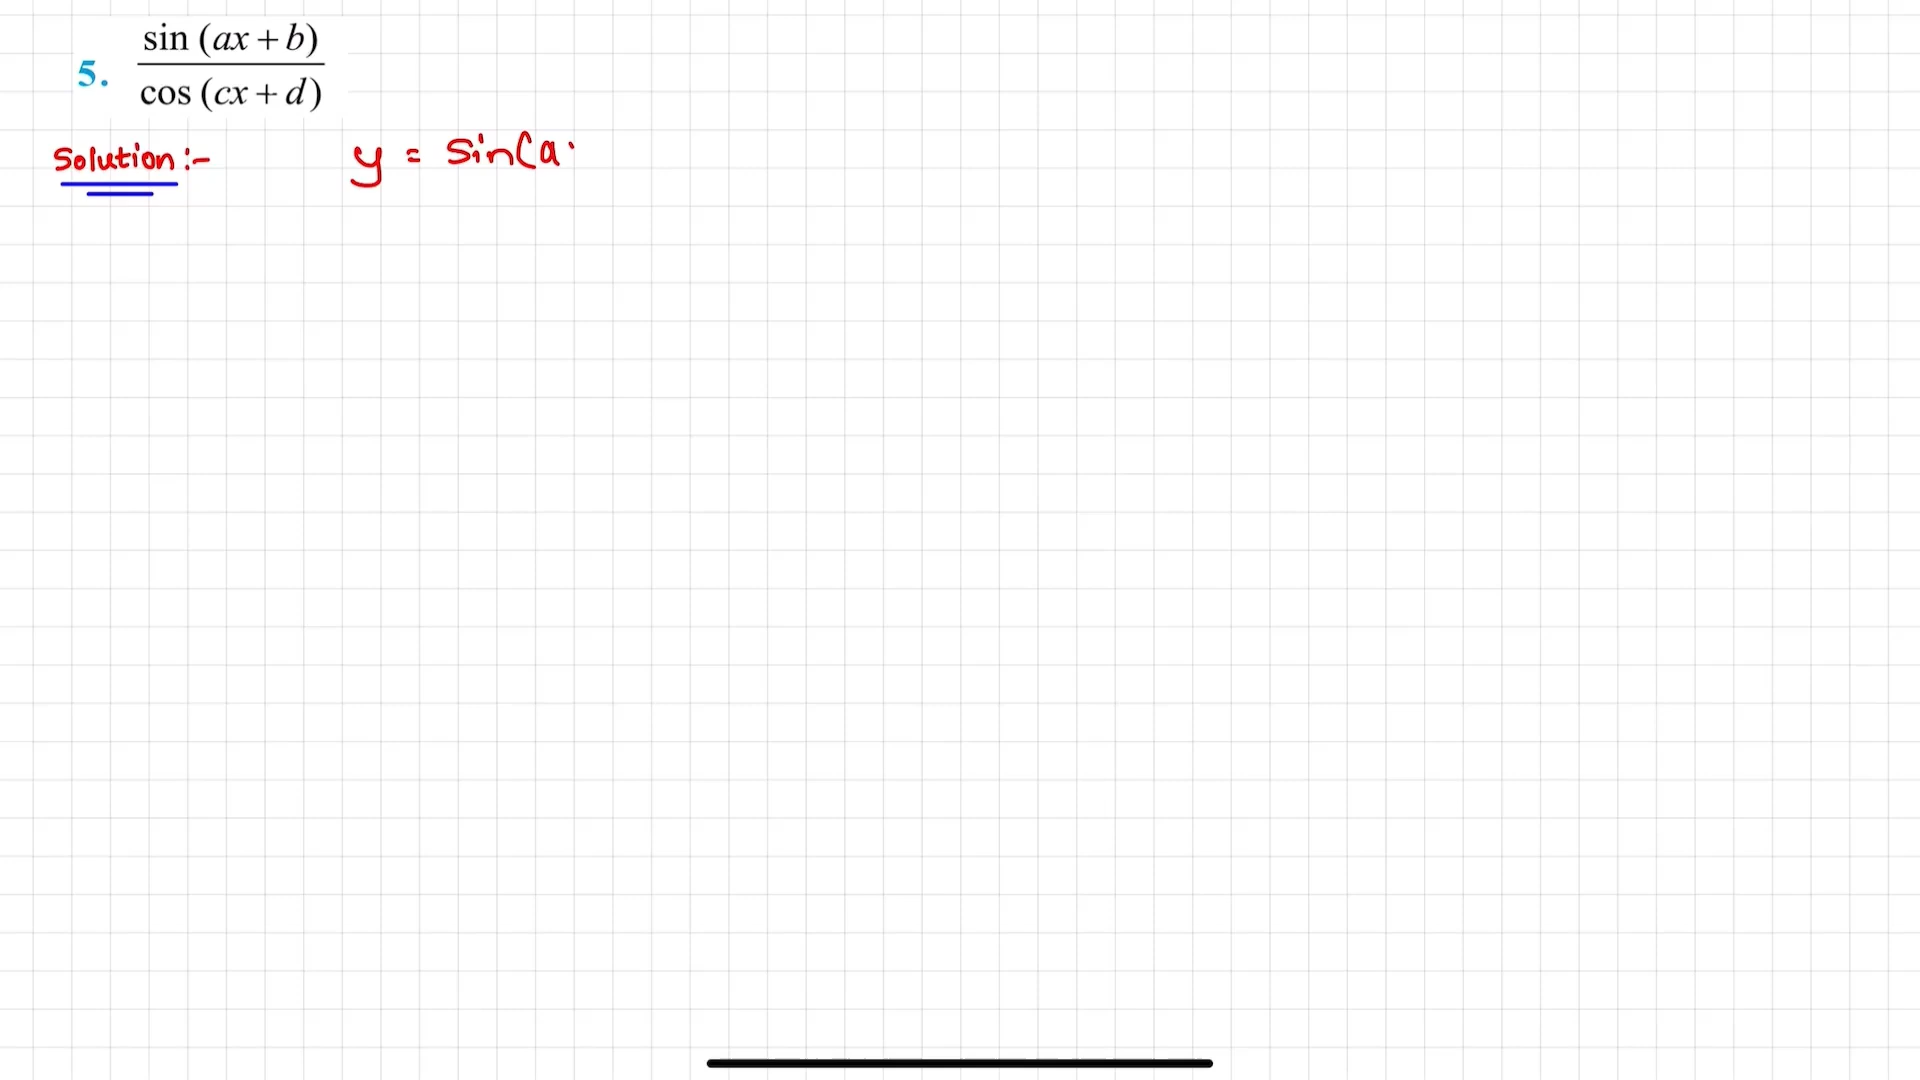 5. sin (ax + b)
cos (cx + d)
Solution :- y = sin(a